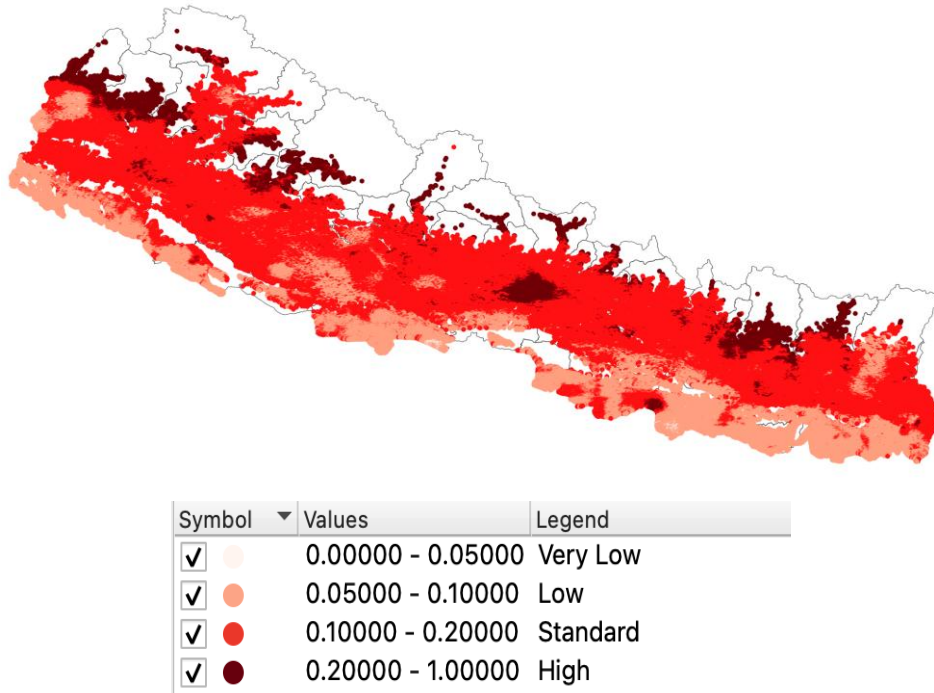 Symbol Values Legend
0.00000 - 0.05000 Very Low
0.05000 - 0.10000 Low
0.10000 - 0.20000 Standard
0.20000 - 1.00000 High